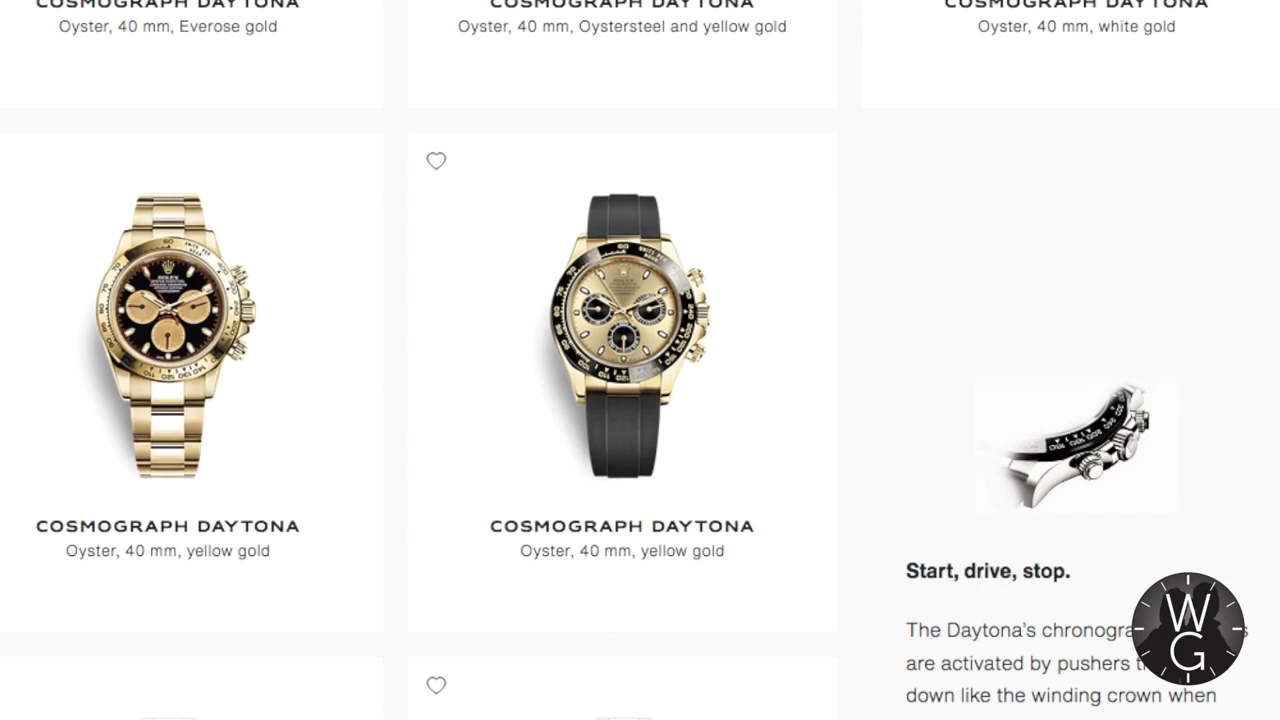 COSMOGRAPH DAYTONA
Oyster, 40 mm, Everose gold
COSMOGRAPH DAYTONA
Oyster, 40 mm, Oystersteel and yellow gold
COSMOGRAPH DAYTONA
Oyster, 40 mm, white gold
ROLEX
COSMOGRAPH DAYTONA
Oyster, 40 mm, yellow gold
COSMOGRAPH DAYTONA
Oyster, 40 mm, yellow gold
Start, drive, stop.
The Daytona's
are activated by pushers
down like the winding crown when
WG